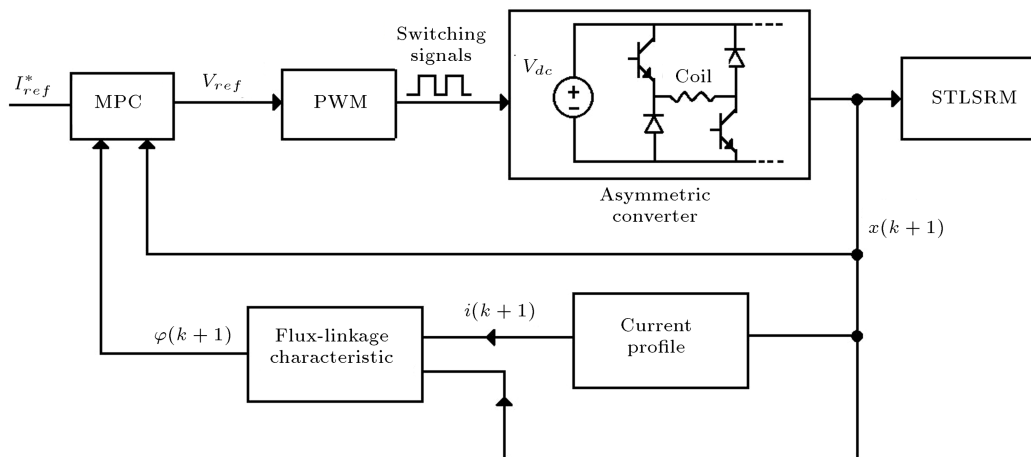 Switching
signals
I*ref
MPC
Vref
PWM
Vdc
Coil
STLSRM
Asymmetric
converter
x(k+1)
φ(k+1)
Flux-linkage
characteristic
i(k+1)
Current
profile